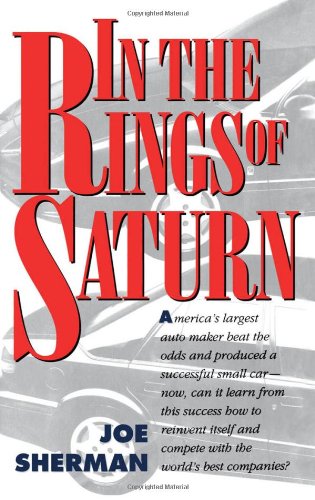 IN THE
RINGS OF
SATURN
America's largest
auto maker beat the
odds and produced a
successful small car—
now, can it learn from
this success how to
reinvent itself and
compete with the
world's best companies?
JOE
SHERMAN